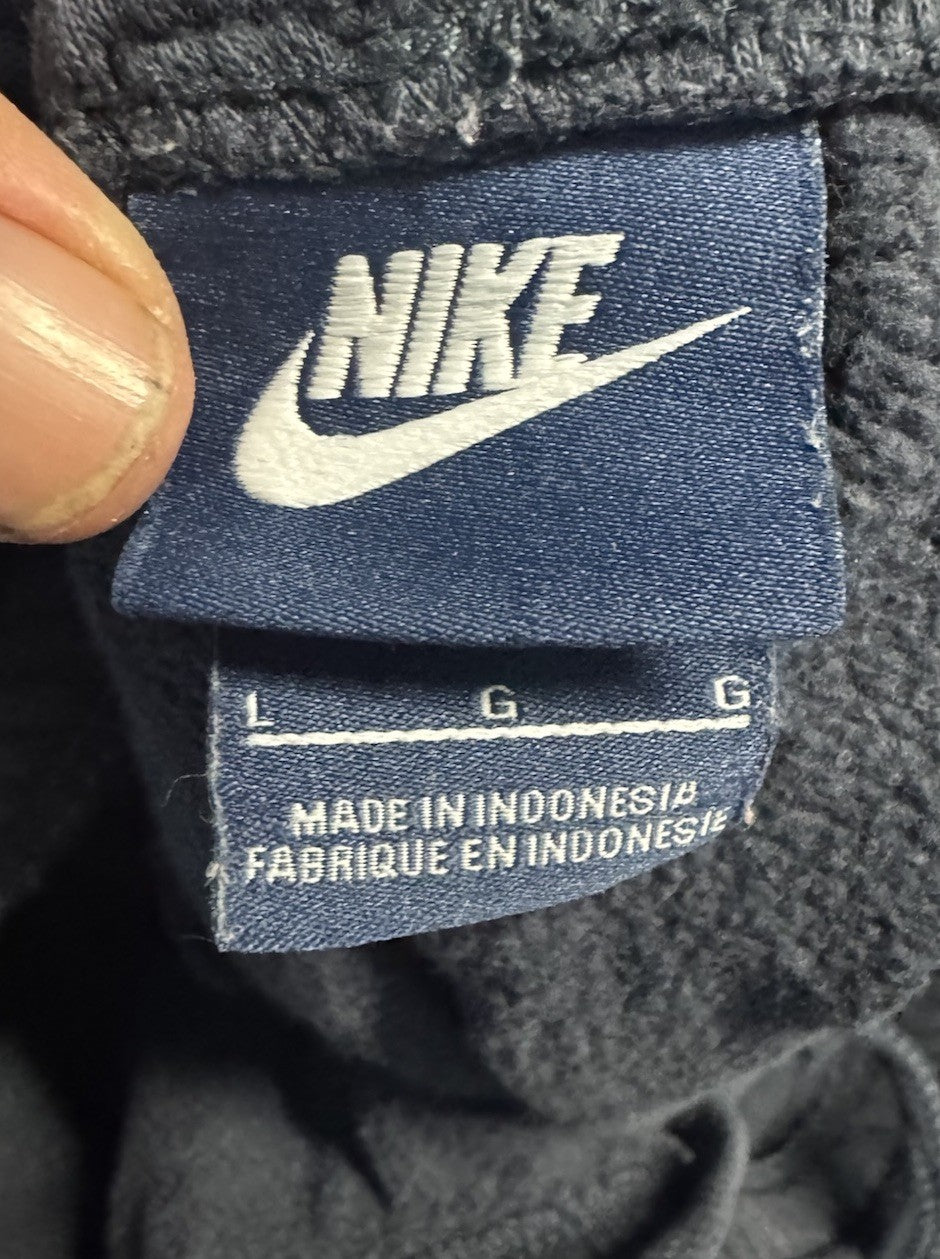 NIKE
L G G
MADE IN INDONESIA
FABRIQUE EN INDONESIE